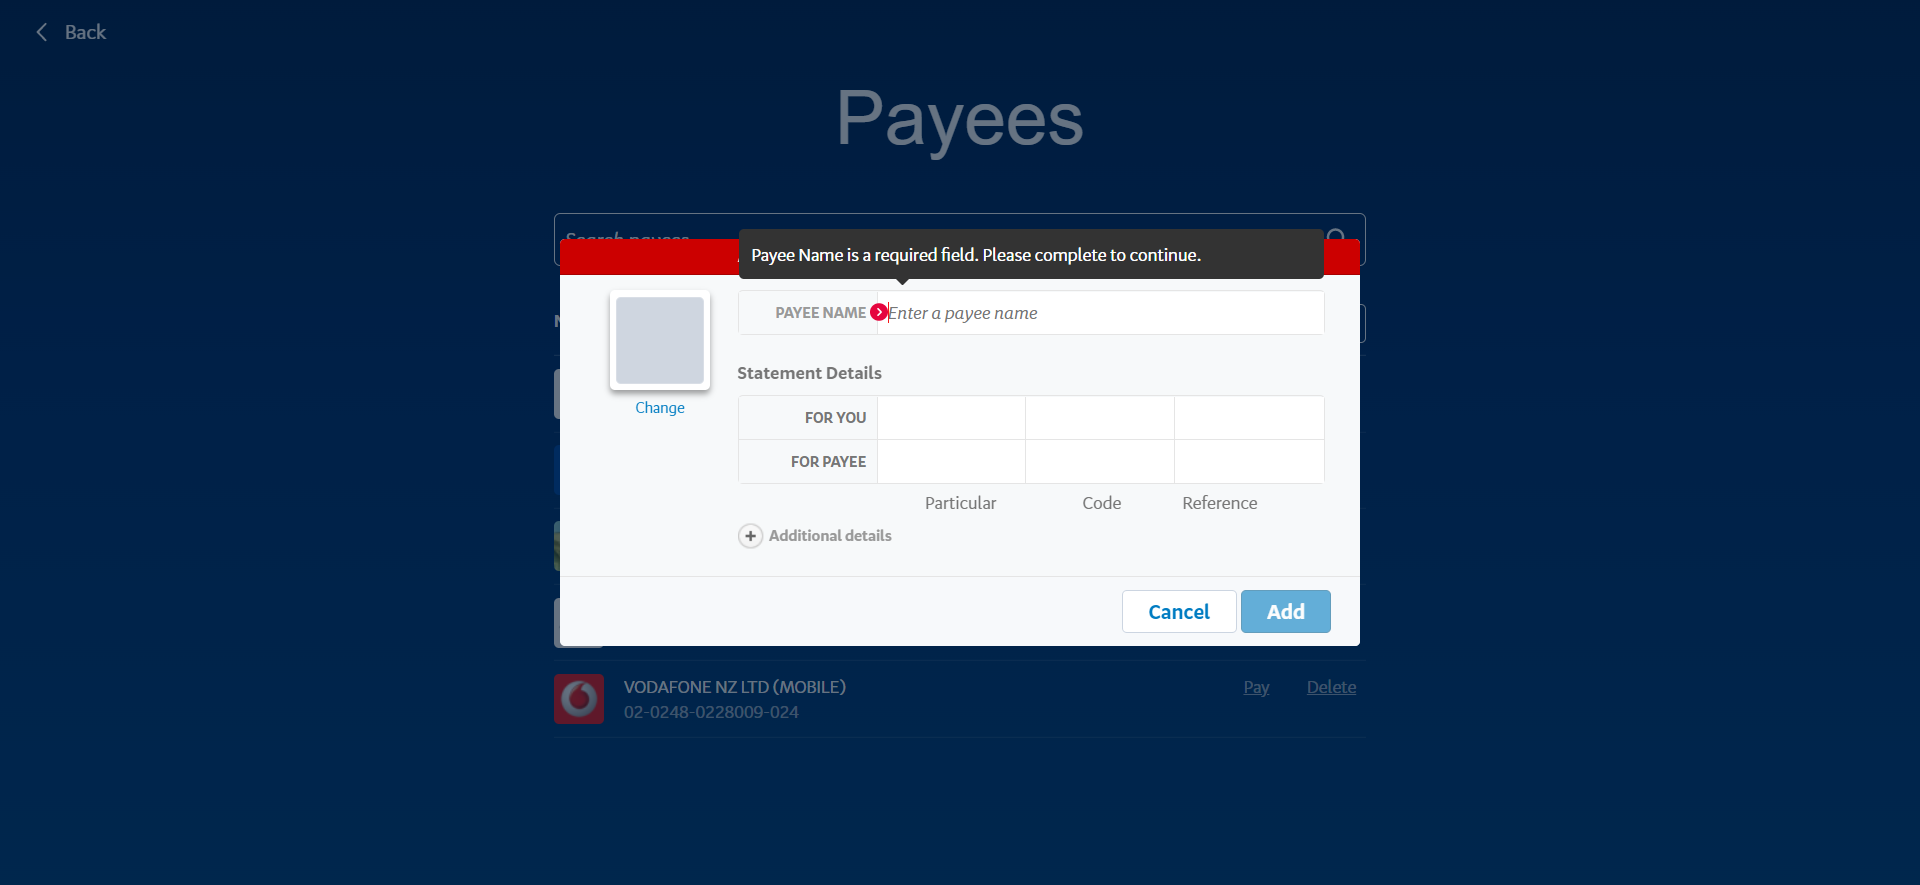 Back
Payees
Search payees
Payee Name is a required field. Please complete to continue.
PAYEE NAME
Enter a payee name
Change
Statement Details
FOR YOU
FOR PAYEE
Particular Code Reference
Additional details
Cancel Add
VODAFONE NZ LTD (MOBILE) Pay Delete
02-0248-0228009-024